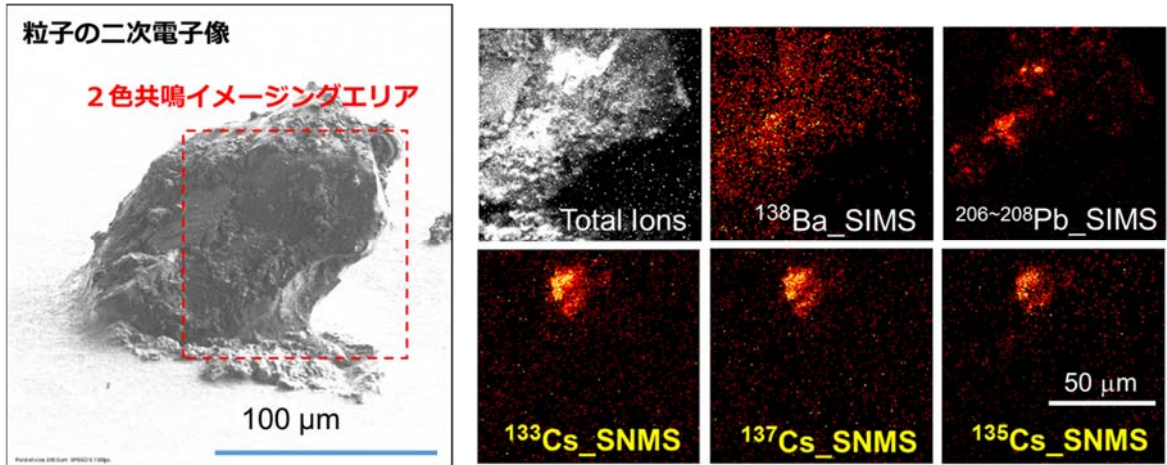 粒子の二次電子像
2色共鳴イメージングエリア
100 μm
Total Ions
¹³⁸Ba_SIMS
²⁰⁶~²⁰⁸Pb_SIMS
¹³³Cs_SNMS
¹³⁷Cs_SNMS
50 μm
¹³⁵Cs_SNMS